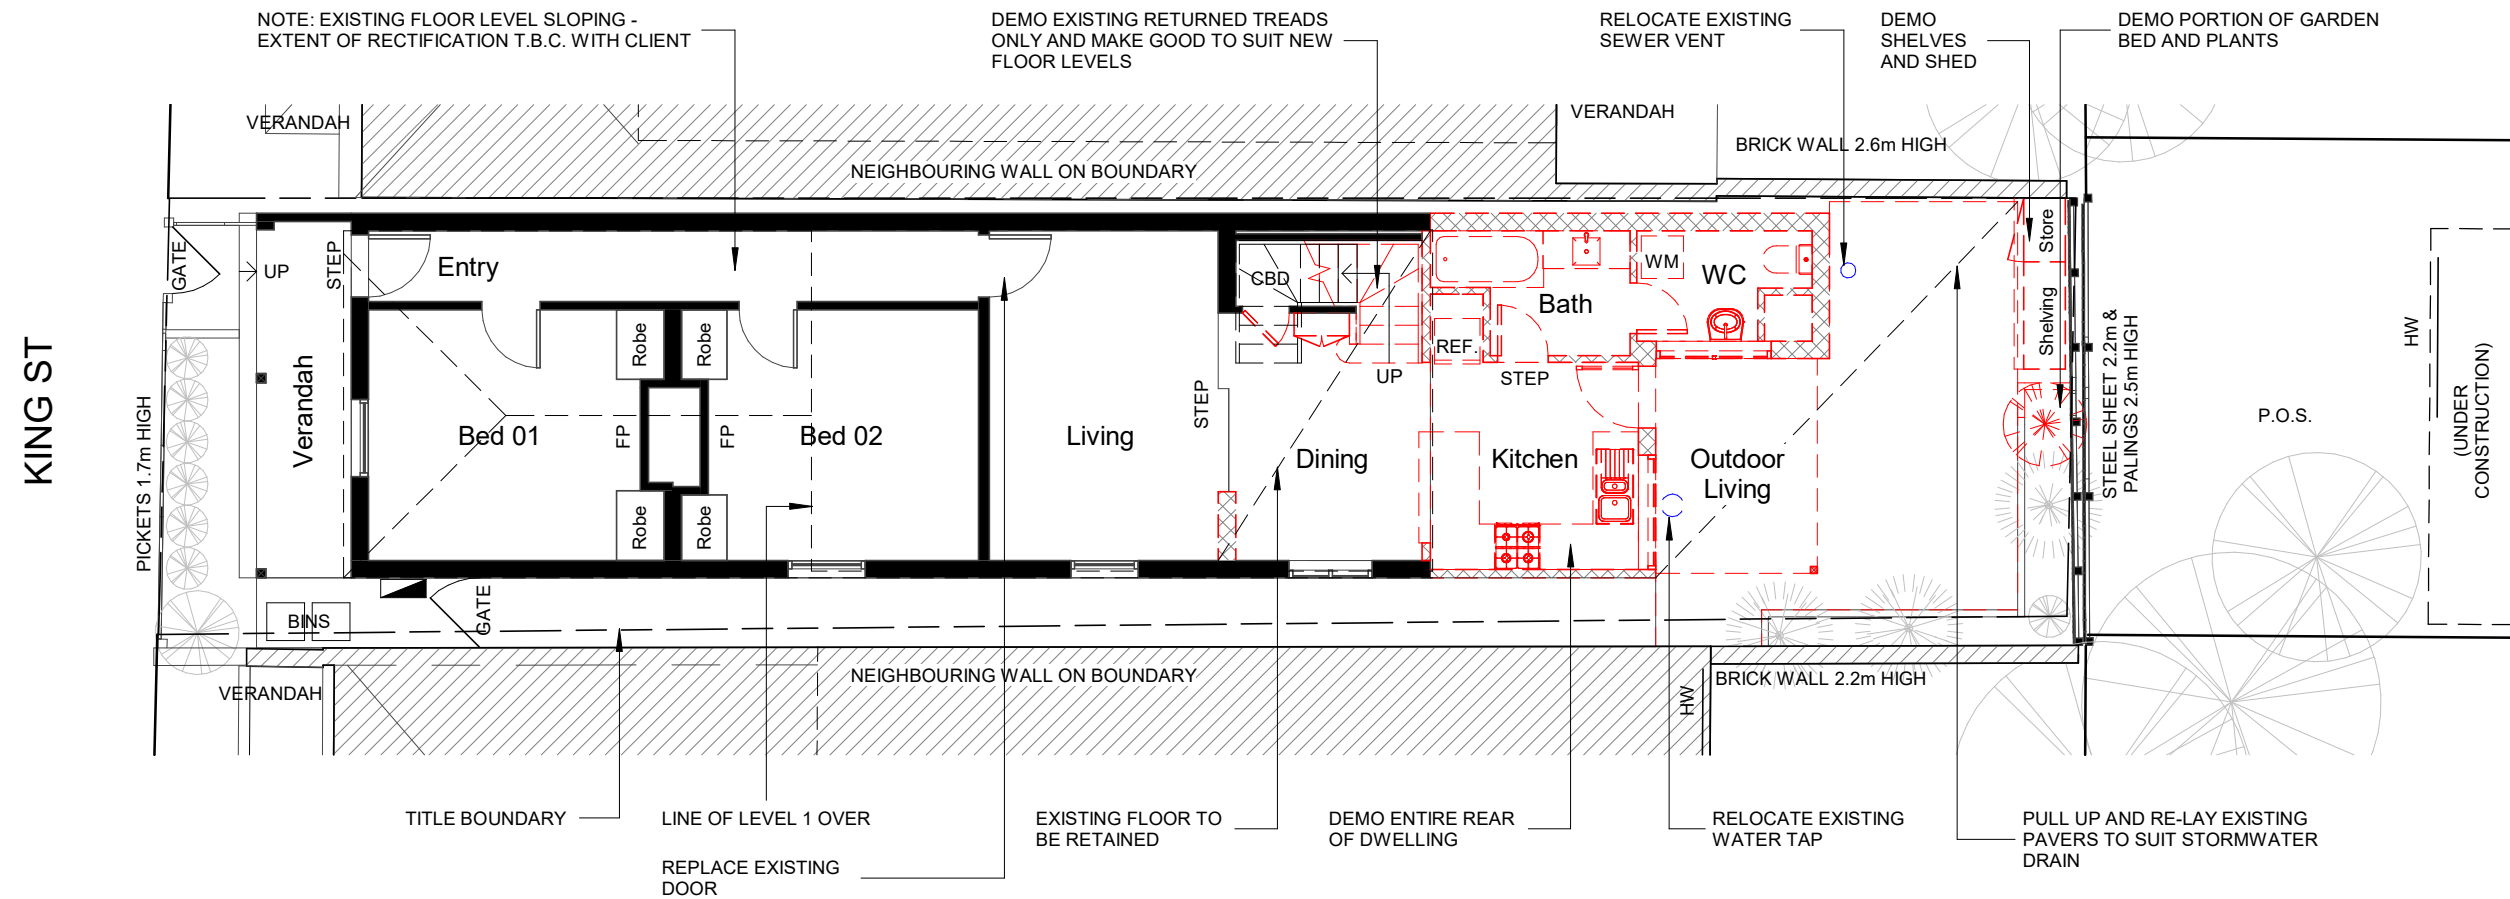 NOTE: EXISTING FLOOR LEVEL SLOPING -
EXTENT OF RECTIFICATION T.B.C. WITH CLIENT
DEMO EXISTING RETURNED TREADS
ONLY AND MAKE GOOD TO SUIT NEW
FLOOR LEVELS
RELOCATE EXISTING
SEWER VENT
DEMO
SHELVES
AND SHED
DEMO PORTION OF GARDEN
BED AND PLANTS
VERANDAH
VERANDAH
BRICK WALL 2.6m HIGH
NEIGHBOURING WALL ON BOUNDARY
GATE
UP
STEP
Entry
CBD
WM
WC
Store
Bath
Shelving
KING ST
PICKETS 1.7m HIGH
Verandah
Robe
Robe
REF.
UP
STEP
STEP
Bed 01
FP
FP
Bed 02
Living
Dining
Kitchen
Outdoor
Living
STEEL SHEET 2.2m &
PALINGS 2.5m HIGH
P.O.S.
HW
(UNDER
CONSTRUCTION)
Robe
Robe
BINS
GATE
NEIGHBOURING WALL ON BOUNDARY
VERANDAH
HW
BRICK WALL 2.2m HIGH
TITLE BOUNDARY
LINE OF LEVEL 1 OVER
REPLACE EXISTING
DOOR
EXISTING FLOOR TO
BE RETAINED
DEMO ENTIRE REAR
OF DWELLING
RELOCATE EXISTING
WATER TAP
PULL UP AND RE-LAY EXISTING
PAVERS TO SUIT STORMWATER
DRAIN